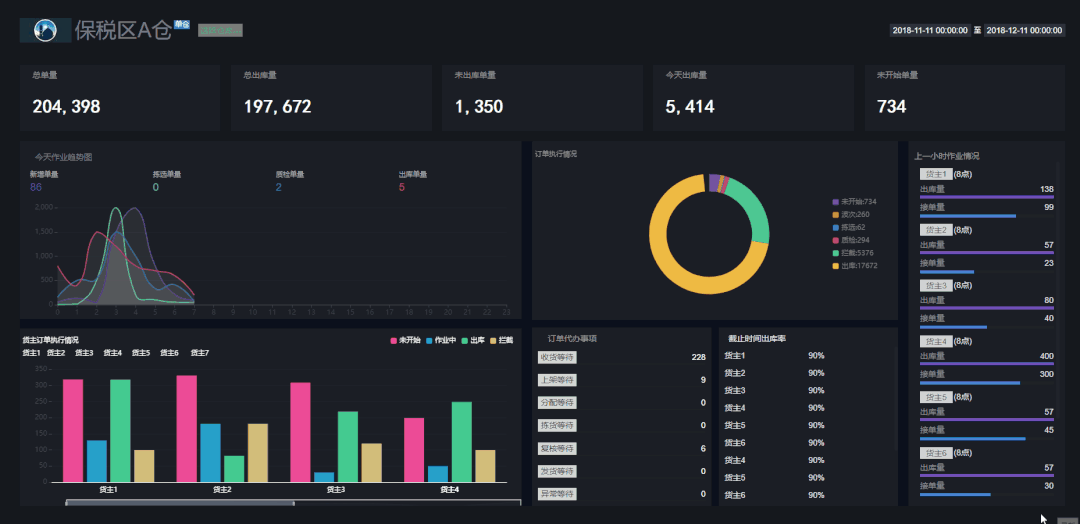 保税区A仓 单仓
2018-11-11 00:00:00 至 2018-12-11 00:00:00
总单量
204,398
总出库量
197,672
未出库单量
1,350
今天出库量
5,414
未开始单量
734
今天作业趋势图
新增单量 拣选单量 质检单量 出库单量
86 0 2 5
2,000
1,500
1,000
500
0
0 1 2 3 4 5 6 7 8 9 10 11 12 13 14 15 16 17 18 19 20 21 22 23
订单执行情况
未开始:734
波次:260
拣选:62
质检:294
拦截:5376
出库:17672
上一小时作业情况
货主1 (8点)
出库量 138
接单量 99
货主2 (8点)
出库量 57
接单量 23
货主3 (8点)
出库量 80
接单量 40
货主4 (8点)
出库量 400
接单量 300
货主5 (8点)
出库量 57
接单量 45
货主6 (8点)
出库量 57
接单量 30
货主订单执行情况
未开始 作业中 出库 拦截
货主1 货主2 货主3 货主4 货主5 货主6 货主7
350
300
250
200
150
100
50
0
货主1 货主2 货主3 货主4
订单代办事项
收货等待 228
上架等待 9
分配等待 0
拣货等待 0
复核等待 6
发货等待 0
异常等待 0
截止时间出库率
货主1 90%
货主2 90%
货主3 90%
货主4 90%
货主5 90%
货主6 90%
货主4 90%
货主5 90%
货主6 90%